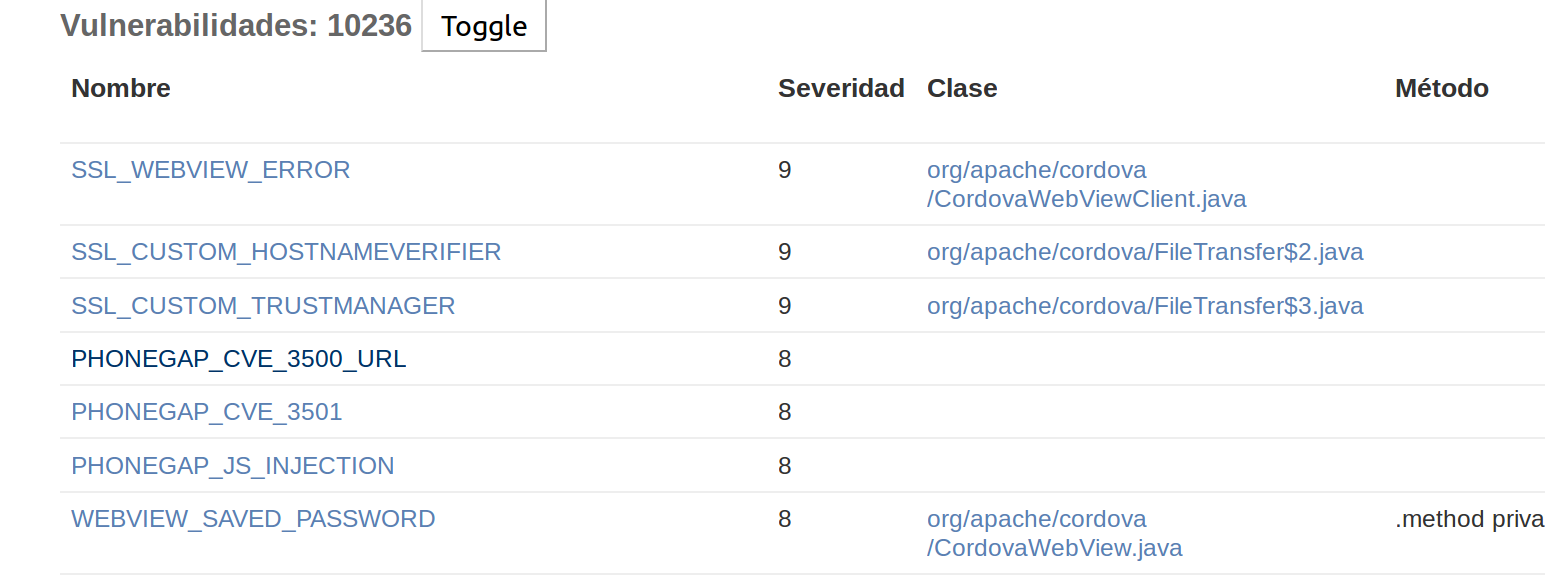 Vulnerabilidades: 10236 Toggle
Nombre Severidad Clase Método
SSL_WEBVIEW_ERROR 9 org/apache/cordova
/CordovaWebViewClient.java
SSL_CUSTOM_HOSTNAMEVERIFIER 9 org/apache/cordova/FileTransfer$2.java
SSL_CUSTOM_TRUSTMANAGER 9 org/apache/cordova/FileTransfer$3.java
PHONEGAP_CVE_3500_URL 8
PHONEGAP_CVE_3501 8
PHONEGAP_JS_INJECTION 8
WEBVIEW_SAVED_PASSWORD 8 org/apache/cordova .method priva
/CordovaWebView.java